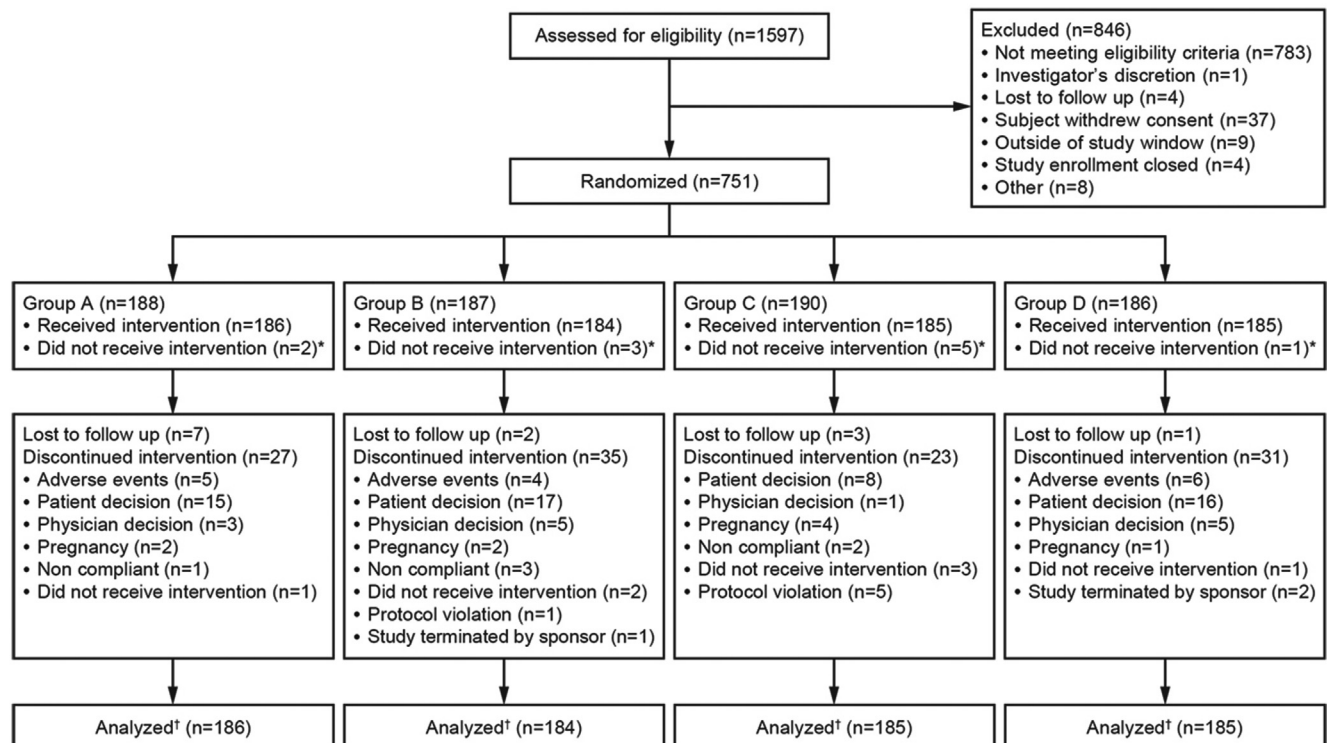 Assessed for eligibility (n=1597)
Excluded (n=846)
• Not meeting eligibility criteria (n=783)
• Investigator's discretion (n=1)
• Lost to follow up (n=4)
• Subject withdrew consent (n=37)
• Outside of study window (n=9)
• Study enrollment closed (n=4)
• Other (n=8)
Randomized (n=751)
Group A (n=188)
• Received intervention (n=186)
• Did not receive intervention (n=2)*
Group B (n=187)
• Received intervention (n=184)
• Did not receive intervention (n=3)*
Group C (n=190)
• Received intervention (n=185)
• Did not receive intervention (n=5)*
Group D (n=186)
• Received intervention (n=185)
• Did not receive intervention (n=1)*
Lost to follow up (n=7)
Discontinued intervention (n=27)
• Adverse events (n=5)
• Patient decision (n=15)
• Physician decision (n=3)
• Pregnancy (n=2)
• Non compliant (n=1)
• Did not receive intervention (n=1)
Lost to follow up (n=2)
Discontinued intervention (n=35)
• Adverse events (n=4)
• Patient decision (n=17)
• Physician decision (n=5)
• Pregnancy (n=2)
• Non compliant (n=3)
• Did not receive intervention (n=2)
• Protocol violation (n=1)
• Study terminated by sponsor (n=1)
Lost to follow up (n=3)
Discontinued intervention (n=23)
• Patient decision (n=8)
• Physician decision (n=1)
• Pregnancy (n=4)
• Non compliant (n=2)
• Did not receive intervention (n=3)
• Protocol violation (n=5)
Lost to follow up (n=1)
Discontinued intervention (n=31)
• Adverse events (n=6)
• Patient decision (n=16)
• Physician decision (n=5)
• Pregnancy (n=1)
• Did not receive intervention (n=1)
• Study terminated by sponsor (n=2)
Analyzed† (n=186)
Analyzed† (n=184)
Analyzed† (n=185)
Analyzed† (n=185)